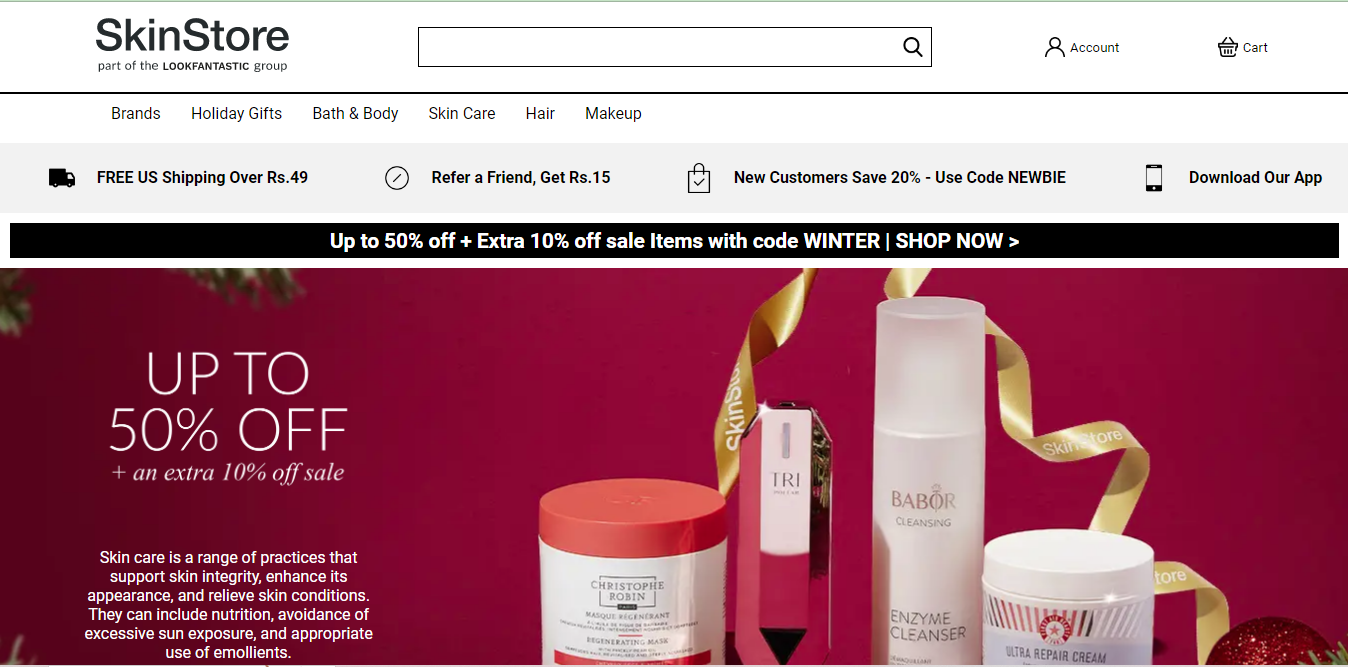 SkinStore
part of the LOOKFANTASTIC group
Account
Cart
Brands
Holiday Gifts
Bath & Body
Skin Care
Hair
Makeup
FREE US Shipping Over Rs.49
Refer a Friend, Get Rs.15
New Customers Save 20% - Use Code NEWBIE
Download Our App
Up to 50% off + Extra 10% off sale Items with code WINTER | SHOP NOW >
UP TO
50% OFF
+ an extra 10% off sale
Skin care is a range of practices that
support skin integrity, enhance its
appearance, and relieve skin conditions.
They can include nutrition, avoidance of
excessive sun exposure, and appropriate
use of emollients.
SkinSto
SkinStore
tore
CHRISTOPHE
ROBIN
PARIS
MASQUE RÉGÉNÉRANT
REGENERATING MASK
TRI
BABOR
CLEANSING
ENZYME
CLEANSER
ULTRA REPAIR CREAM